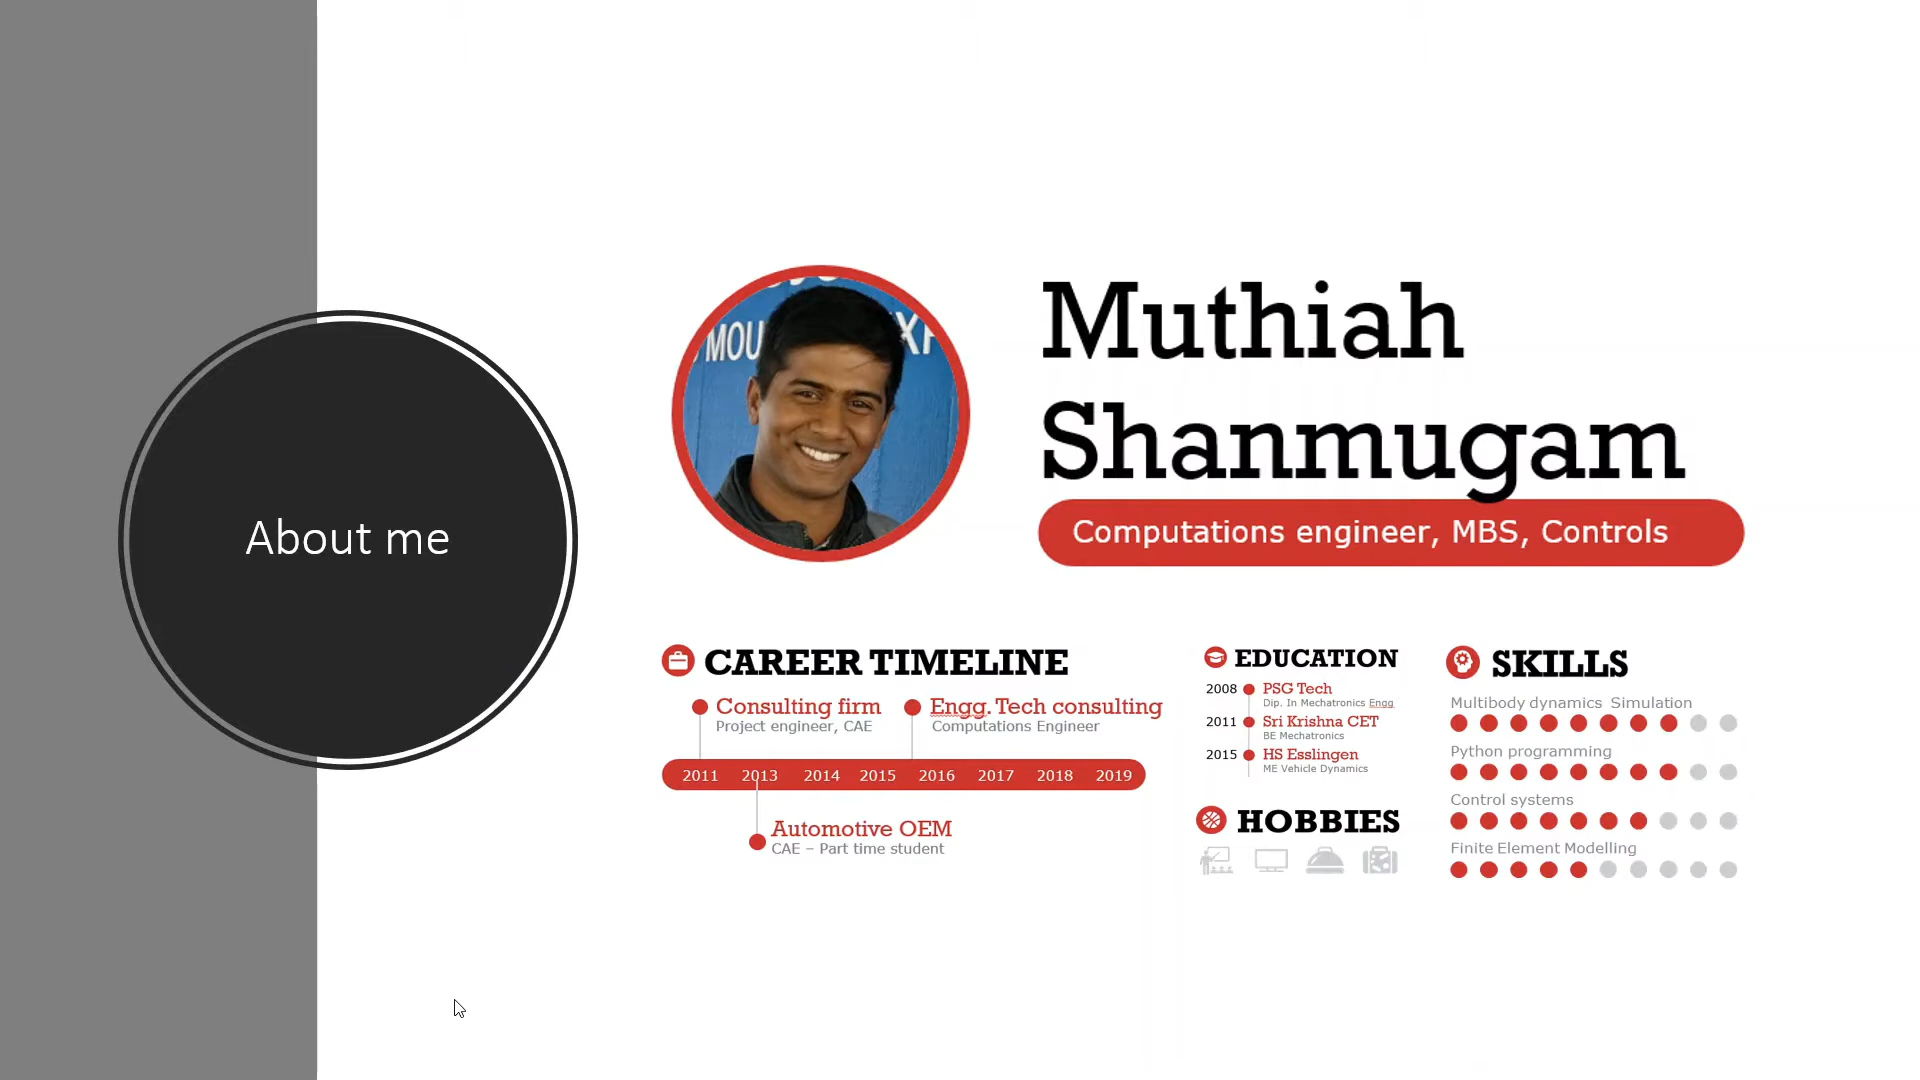 About me
MOU
Muthiah
Shanmugam
Computations engineer, MBS, Controls
CAREER TIMELINE
Consulting firm
Project engineer, CAE
Engg. Tech consulting
Computations Engineer
2011 2013 2014 2015 2016 2017 2018 2019
Automotive OEM
CAE – Part time student
EDUCATION
2008 PSG Tech
Dip. In Mechatronics Engg
2011 Sri Krishna CET
BE Mechatronics
2015 HS Esslingen
ME Vehicle Dynamics
HOBBIES
SKILLS
Multibody dynamics Simulation
Python programming
Control systems
Finite Element Modelling